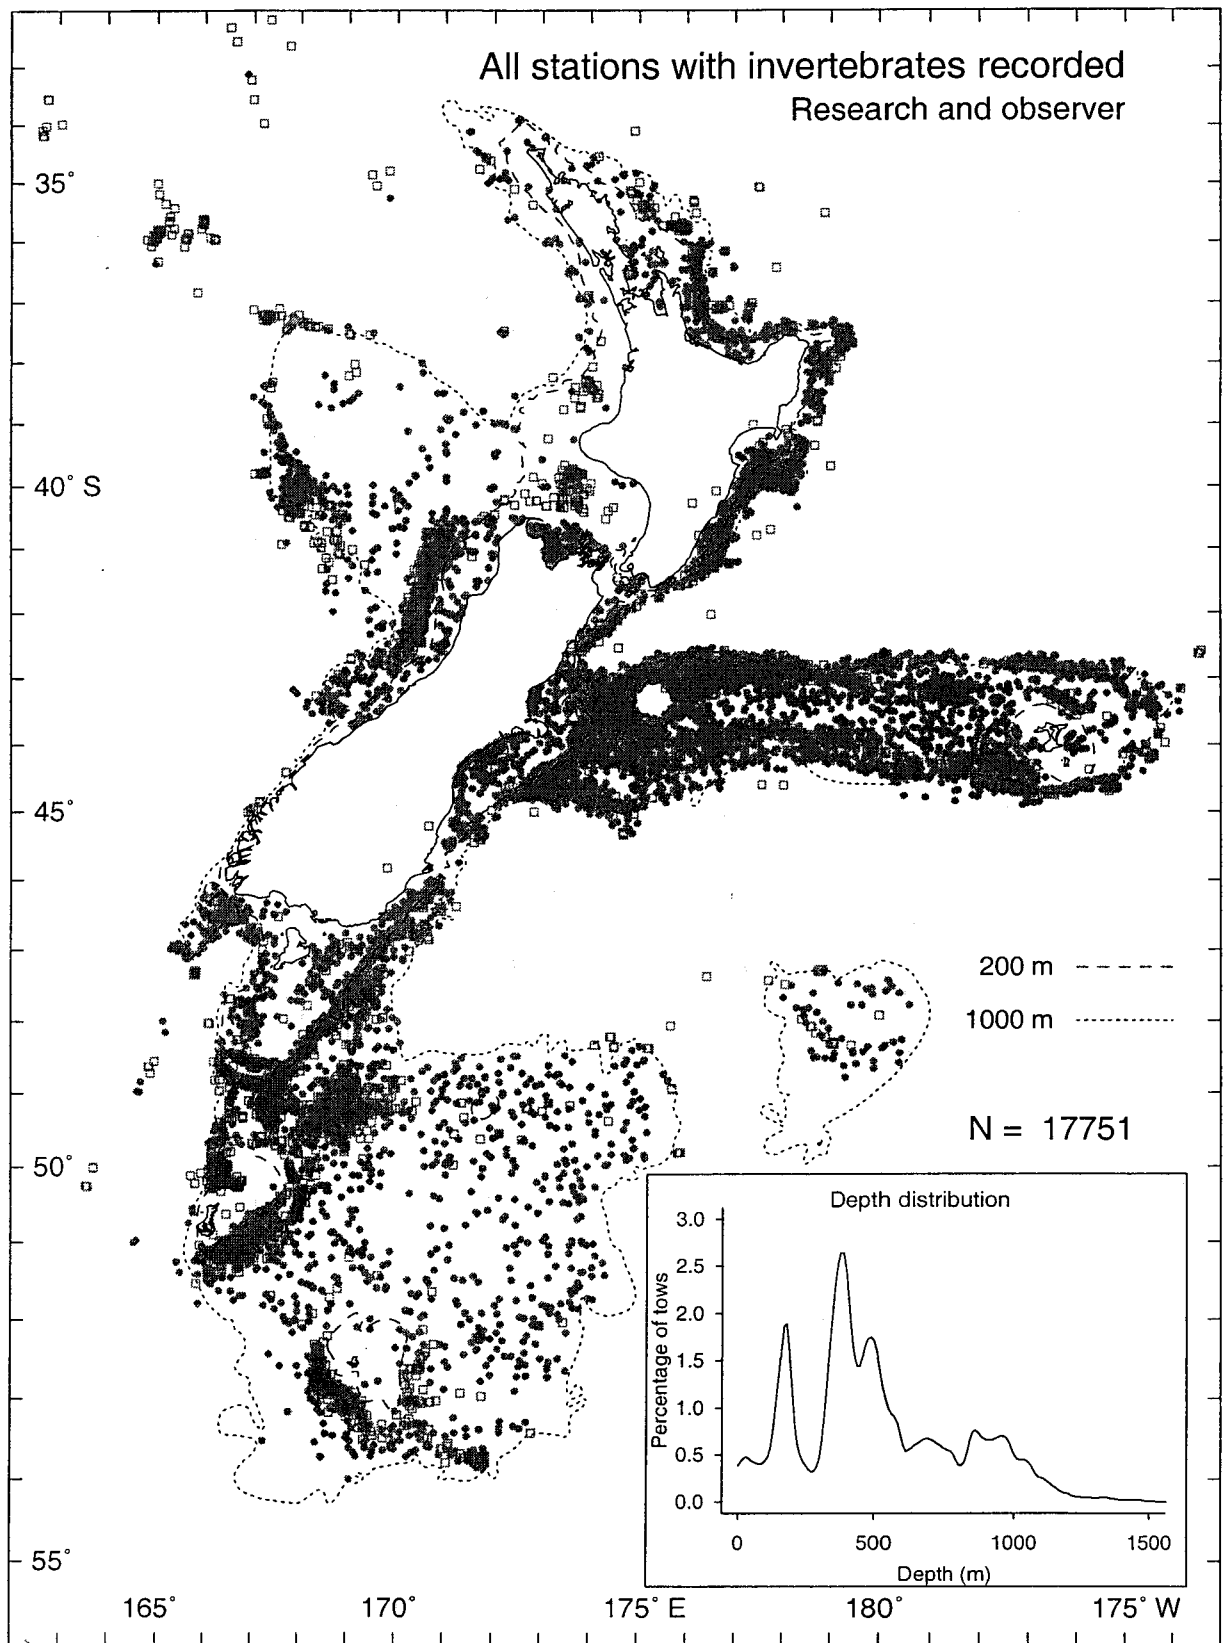 All stations with invertebrates recorded
Research and observer
35°
40° S
45°
50°
55°
200 m
1000 m
N = 17751
Depth distribution
3.0
2.5
2.0
1.5
1.0
0.5
0.0
Percentage of tows
0 500 1000 1500
Depth (m)
165° 170° 175° E 180° 175° W